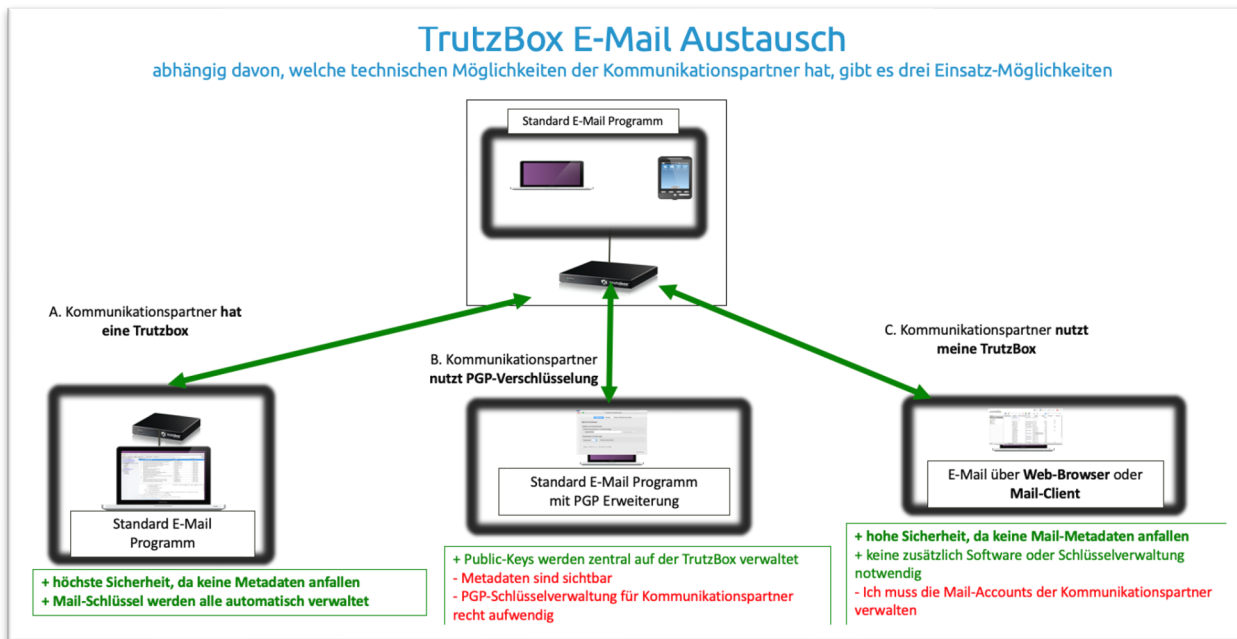 TrutzBox E-Mail Austausch
abhängig davon, welche technischen Möglichkeiten der Kommunikationspartner hat, gibt es drei Einsatz-Möglichkeiten
Standard E-Mail Programm
A. Kommunikationspartner hat
eine Trutzbox
B. Kommunikationspartner
nutzt PGP-Verschlüsselung
C. Kommunikationspartner nutzt
meine TrutzBox
Standard E-Mail
Programm
Standard E-Mail Programm
mit PGP Erweiterung
E-Mail über Web-Browser oder
Mail-Client
+ höchste Sicherheit, da keine Metadaten anfallen
+ Mail-Schlüssel werden alle automatisch verwaltet
+ Public-Keys werden zentral auf der TrutzBox verwaltet
- Metadaten sind sichtbar
- PGP-Schlüsselverwaltung für Kommunikationspartner
recht aufwendig
+ hohe Sicherheit, da keine Mail-Metadaten anfallen
+ keine zusätzlich Software oder Schlüsselverwaltung
notwendig
- Ich muss die Mail-Accounts der Kommunikationspartner
verwalten